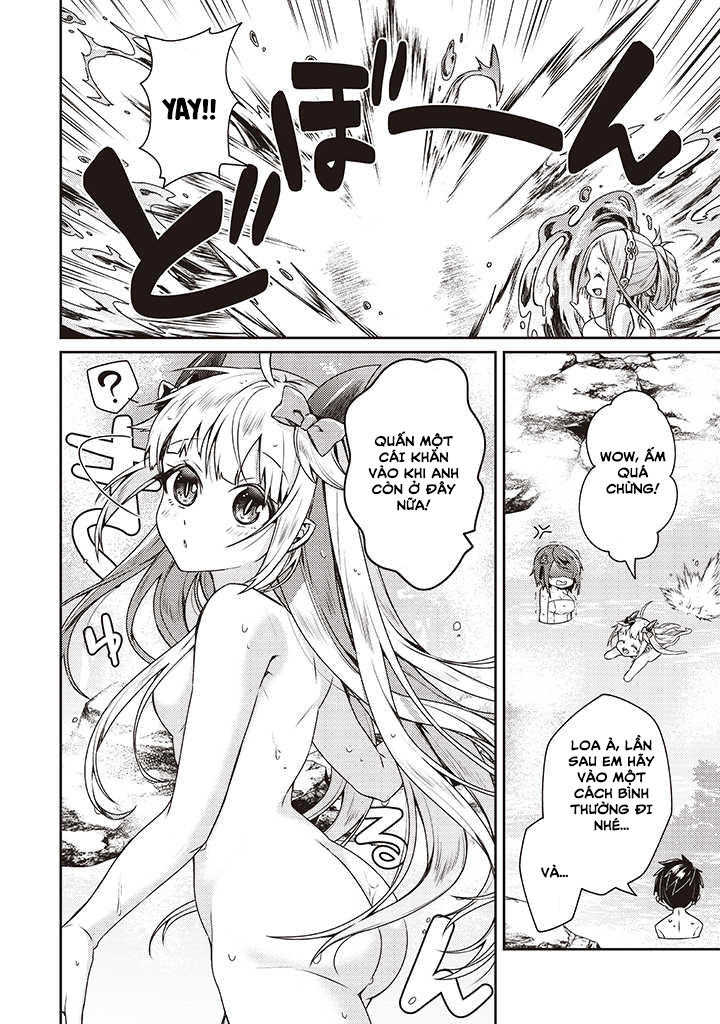 YAY!!
どぼーん
WOW, ẤM
QUÁ
CHỪNG!
LOA À, LẦN
SAU EM HÃY
VÀO MỘT
CÁCH BÌNH
THƯỜNG ĐI
NHÉ...
VÀ...
QUẤN MỘT
CÁI KHĂN
VÀO KHI ANH
CÒN Ở ĐÂY
NỮA!
?